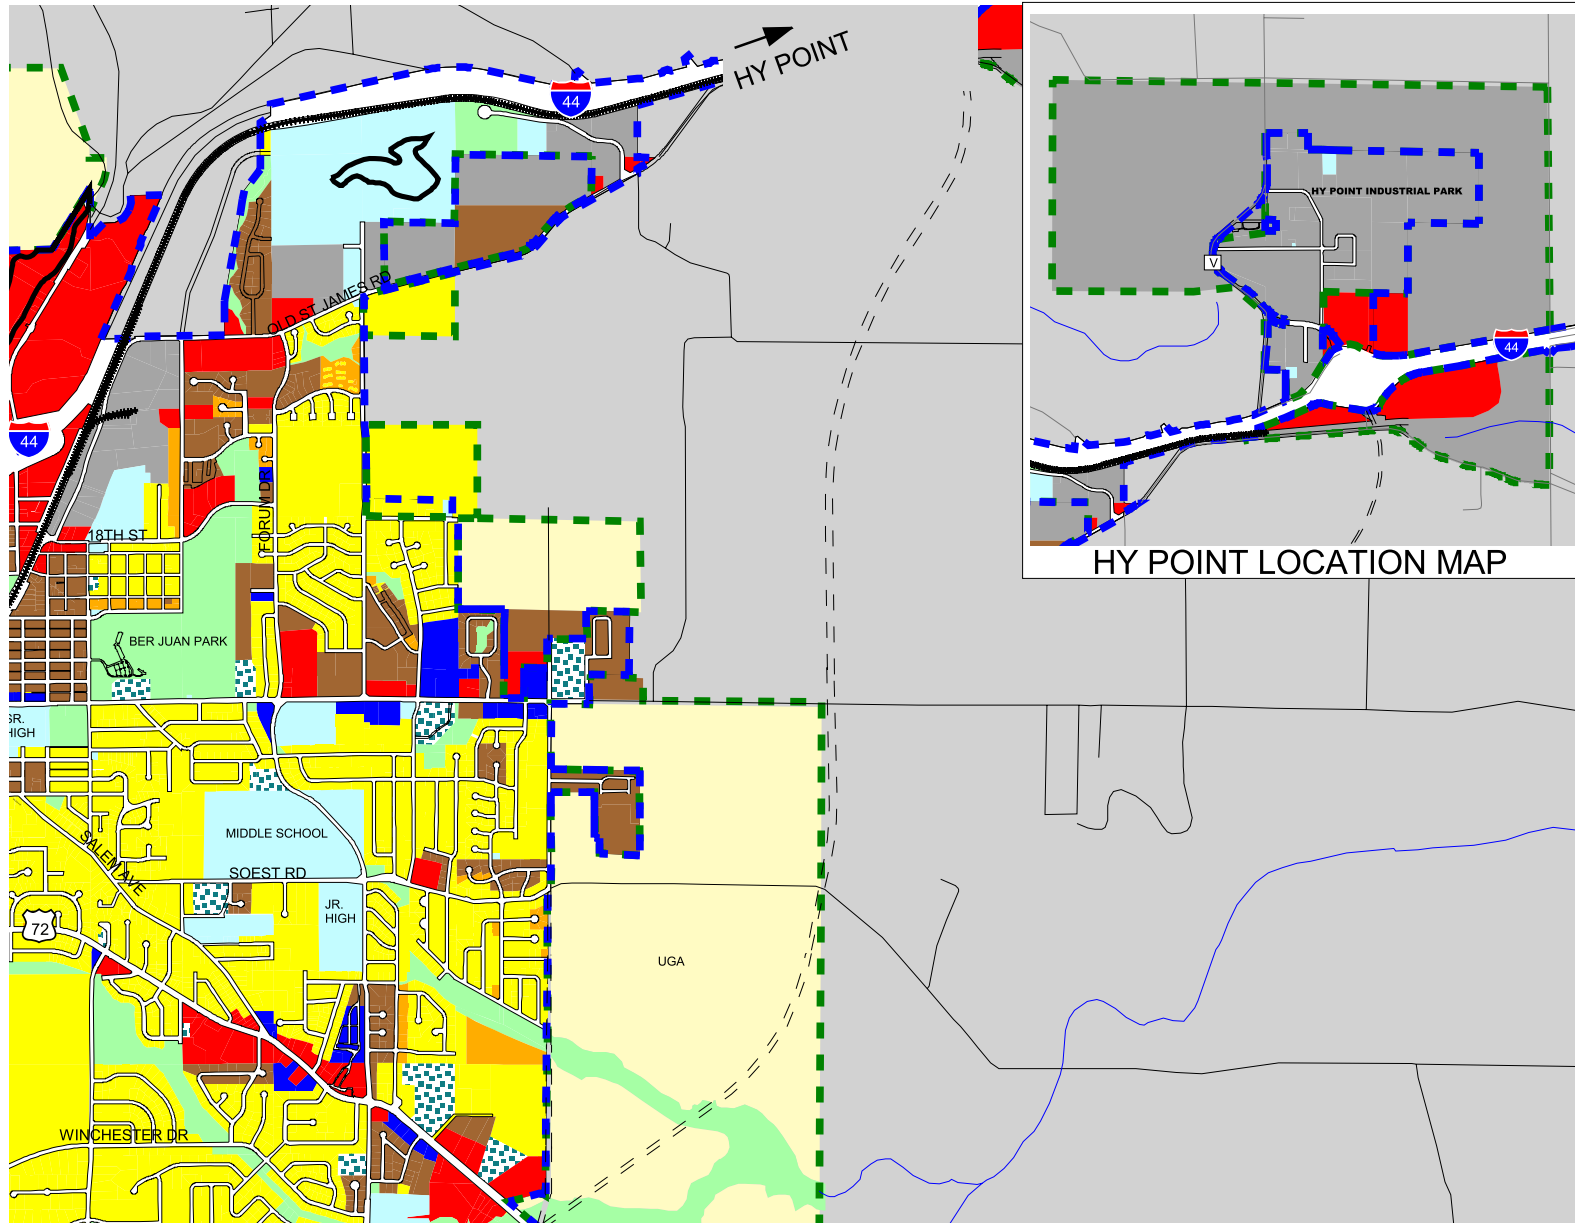 HY POINT
44
HY POINT INDUSTRIAL PARK
V
44
HY POINT LOCATION MAP
OLD ST. JAMES RD
44
FORUM DR
18TH ST
BER JUAN PARK
SR.
HIGH
MIDDLE SCHOOL
SALEM AVE
SOEST RD
JR.
HIGH
72
UGA
WINCHESTER DR